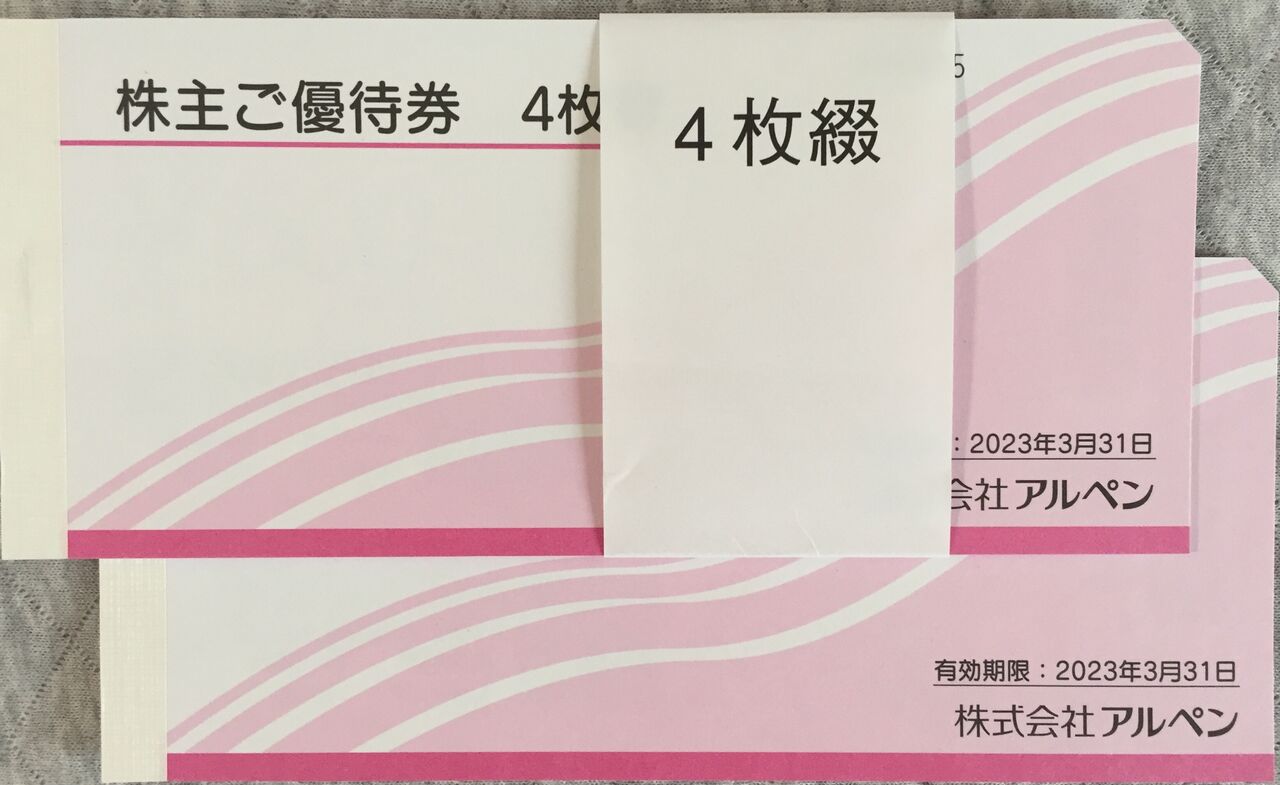 株主ご優待券 4枚
4枚綴
5
: 2023年3月31日
会社 アルペン
有効期限：2023年3月31日
株式会社 アルペン